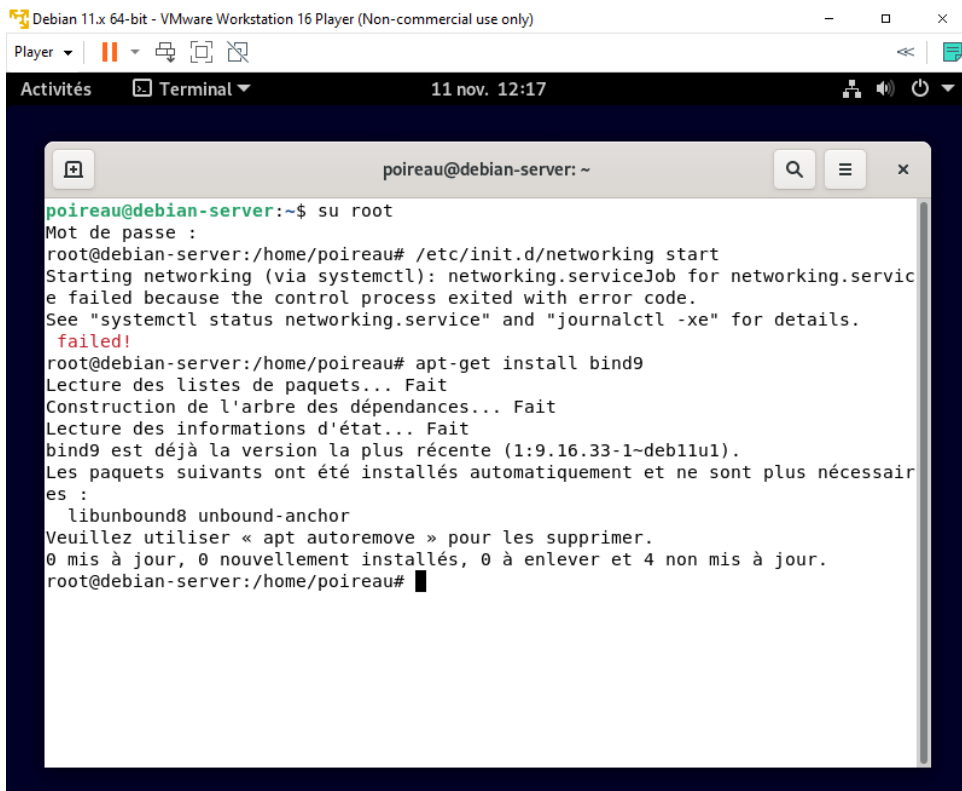 Debian 11.x 64-bit - VMware Workstation 16 Player (Non-commercial use only)
Player
Activités Terminal 11 nov. 12:17
poireau@debian-server: ~
poireau@debian-server:~$ su root
Mot de passe :
root@debian-server:/home/poireau# /etc/init.d/networking start
Starting networking (via systemctl): networking.serviceJob for networking.servic
e failed because the control process exited with error code.
See "systemctl status networking.service" and "journalctl -xe" for details.
failed!
root@debian-server:/home/poireau# apt-get install bind9
Lecture des listes de paquets... Fait
Construction de l'arbre des dépendances... Fait
Lecture des informations d'état... Fait
bind9 est déjà la version la plus récente (1:9.16.33-1~deb11u1).
Les paquets suivants ont été installés automatiquement et ne sont plus nécessair
es :
libunbound8 unbound-anchor
Veuillez utiliser « apt autoremove » pour les supprimer.
0 mis à jour, 0 nouvellement installés, 0 à enlever et 4 non mis à jour.
root@debian-server:/home/poireau#